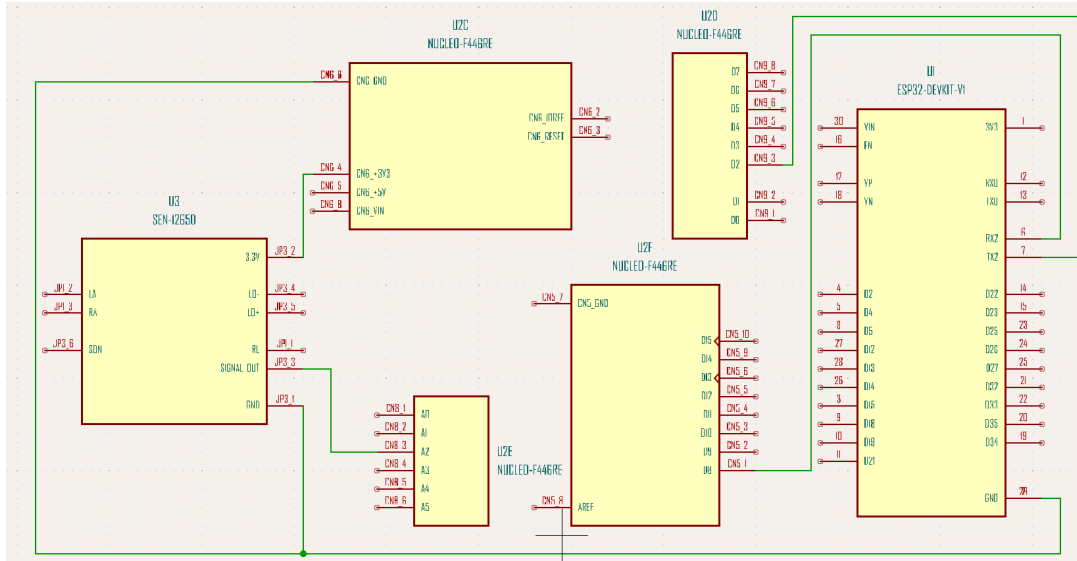 U2C
NUCLEO-F446RE
CN6_GND
CN6_IOREF
CN6_2
CN6_RESET
CN6_3
CN6_4
CN6_+3V3
CN6_5
CN6_+5V
CN6_8
CN6_VIN
U2D
NUCLEO-F446RE
D7
CN9_8
D6
CN9_7
D5
CN9_6
D4
CN9_5
D3
CN9_4
D2
CN9_3
D1
CN9_2
D0
CN9_1
U1
ESP32-DEVKIT-V1
30
VIN
3V3
1
16
EN
17
VP
RX0
12
18
VN
TX0
13
RX2
6
TX2
7
4
D2
D22
14
5
D4
D23
15
8
D5
D25
23
27
D12
D26
24
28
D13
D27
25
26
D14
D32
21
3
D15
D33
22
9
D18
D35
20
10
D19
D34
19
11
D21
GND
U3
SEN-12650
3.3V
JP3_2
JP1_2
LA
LO-
JP3_4
JP1_3
RA
LO+
JP3_5
JP3_6
SDN
RL
JP1_1
SIGNAL OUT
JP3_3
GND
JP3_1
CN8_1
A0
CN8_2
A1
CN8_3
A2
CN8_4
A3
CN8_5
A4
CN8_6
A5
U2E
NUCLEO-F446RE
U2F
NUCLEO-F446RE
CN5_7
CN5_GND
D15
CN5_10
D14
CN5_9
D13
CN5_6
D12
CN5_5
D11
CN5_4
D10
CN5_3
D9
CN5_2
D8
CN5_1
CN5_8
AREF